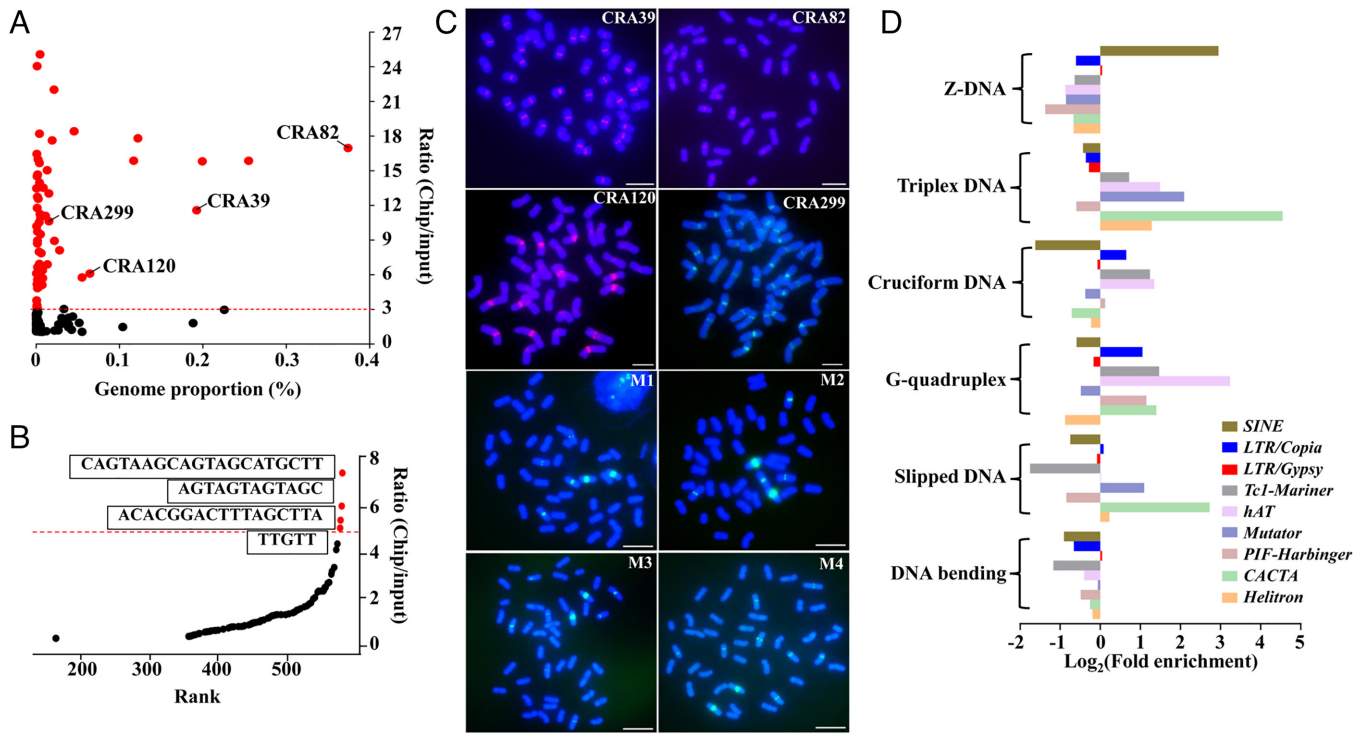 A
27
24
21
18
15
12
9
6
3
0
Ratio (Chip/input)
CRA82
CRA39
CRA299
CRA120
0
0.1
0.2
0.3
0.4
Genome proportion (%)
B
CAGTAAGCAGTAGCATGCTT
AGTAGTAGTAGC
ACACGGACTTTAGCTTA
TTGTT
8
6
4
2
0
Ratio (Chip/input)
200
300
400
500
Rank
C
CRA39
CRA82
CRA120
CRA299
M1
M2
M3
M4
D
Z-DNA
Triplex DNA
Cruciform DNA
G-quadruplex
Slipped DNA
DNA bending
SINE
LTR/Copia
LTR/Gypsy
Tc1-Mariner
hAT
Mutator
PIF-Harbinger
CACTA
Helitron
-2
-1
0
1
2
3
4
5
Log2(Fold enrichment)